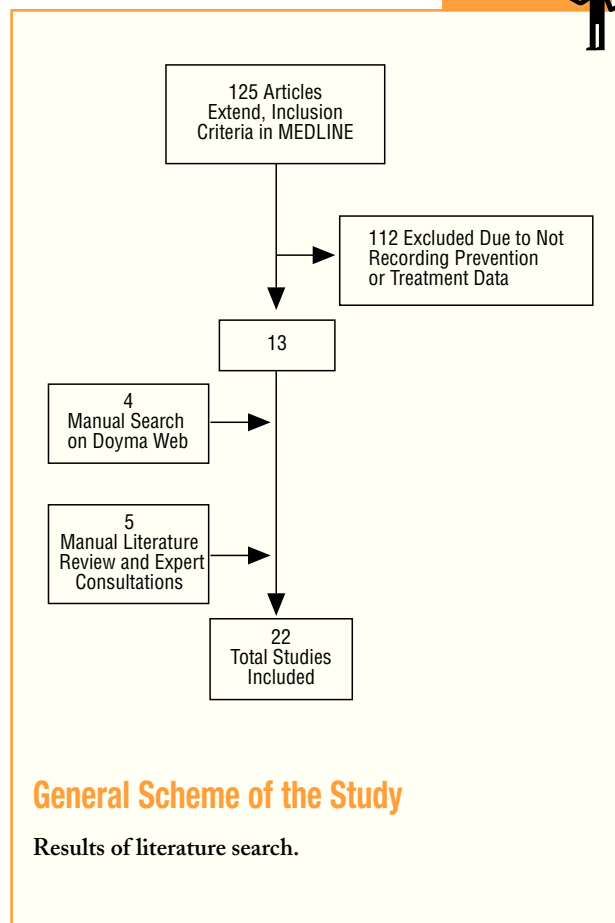 125 Articles
Extend, Inclusion
Criteria in MEDLINE
112 Excluded Due to Not
Recording Prevention
or Treatment Data
13
4
Manual Search
on Doyma Web
5
Manual Literature
Review and Expert
Consultations
22
Total Studies
Included
General Scheme of the Study
Results of literature search.